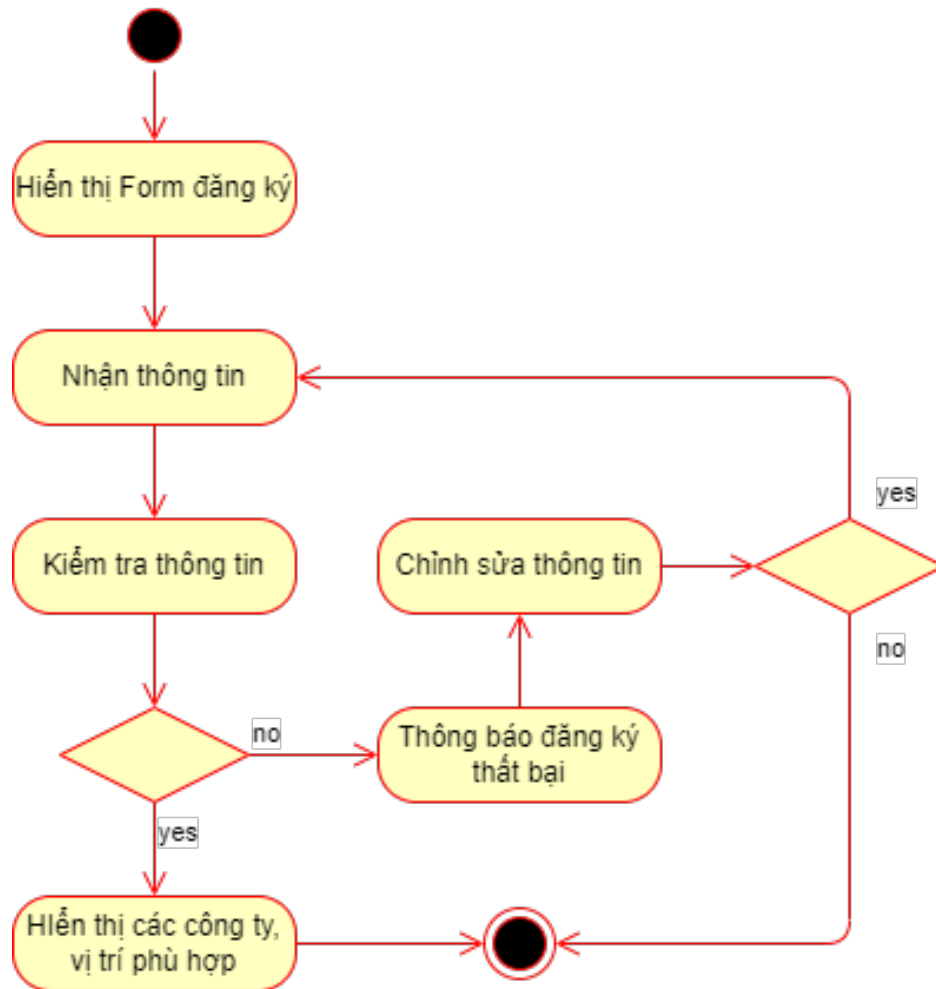 Hiển thị Form đăng ký
Nhận thông tin
yes
Kiểm tra thông tin
Chỉnh sửa thông tin
no
no
Thông báo đăng ký
thất bại
yes
HIển thị các công ty,
vị trí phù hợp